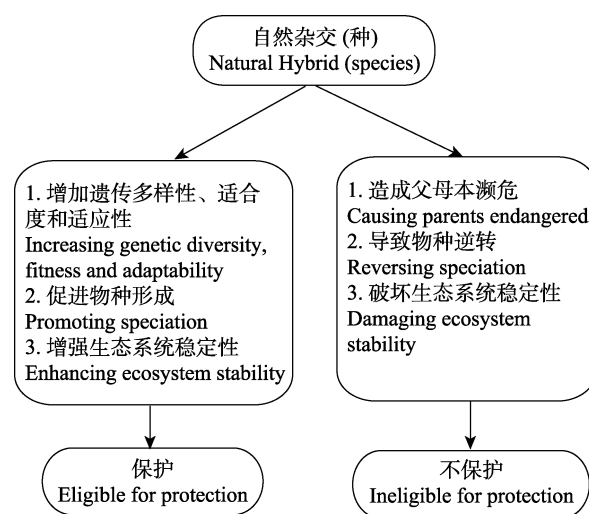 自然杂交 (种)
Natural Hybrid (species)
1. 增加遗传多样性、适合
度和适应性
Increasing genetic diversity,
fitness and adaptability
2. 促进物种形成
Promoting speciation
3. 增强生态系统稳定性
Enhancing ecosystem stability
1. 造成父母本濒危
Causing parents endangered
2. 导致物种逆转
Reversing speciation
3. 破坏生态系统稳定性
Damaging ecosystem
stability
保护
Eligible for protection
不保护
Ineligible for protection